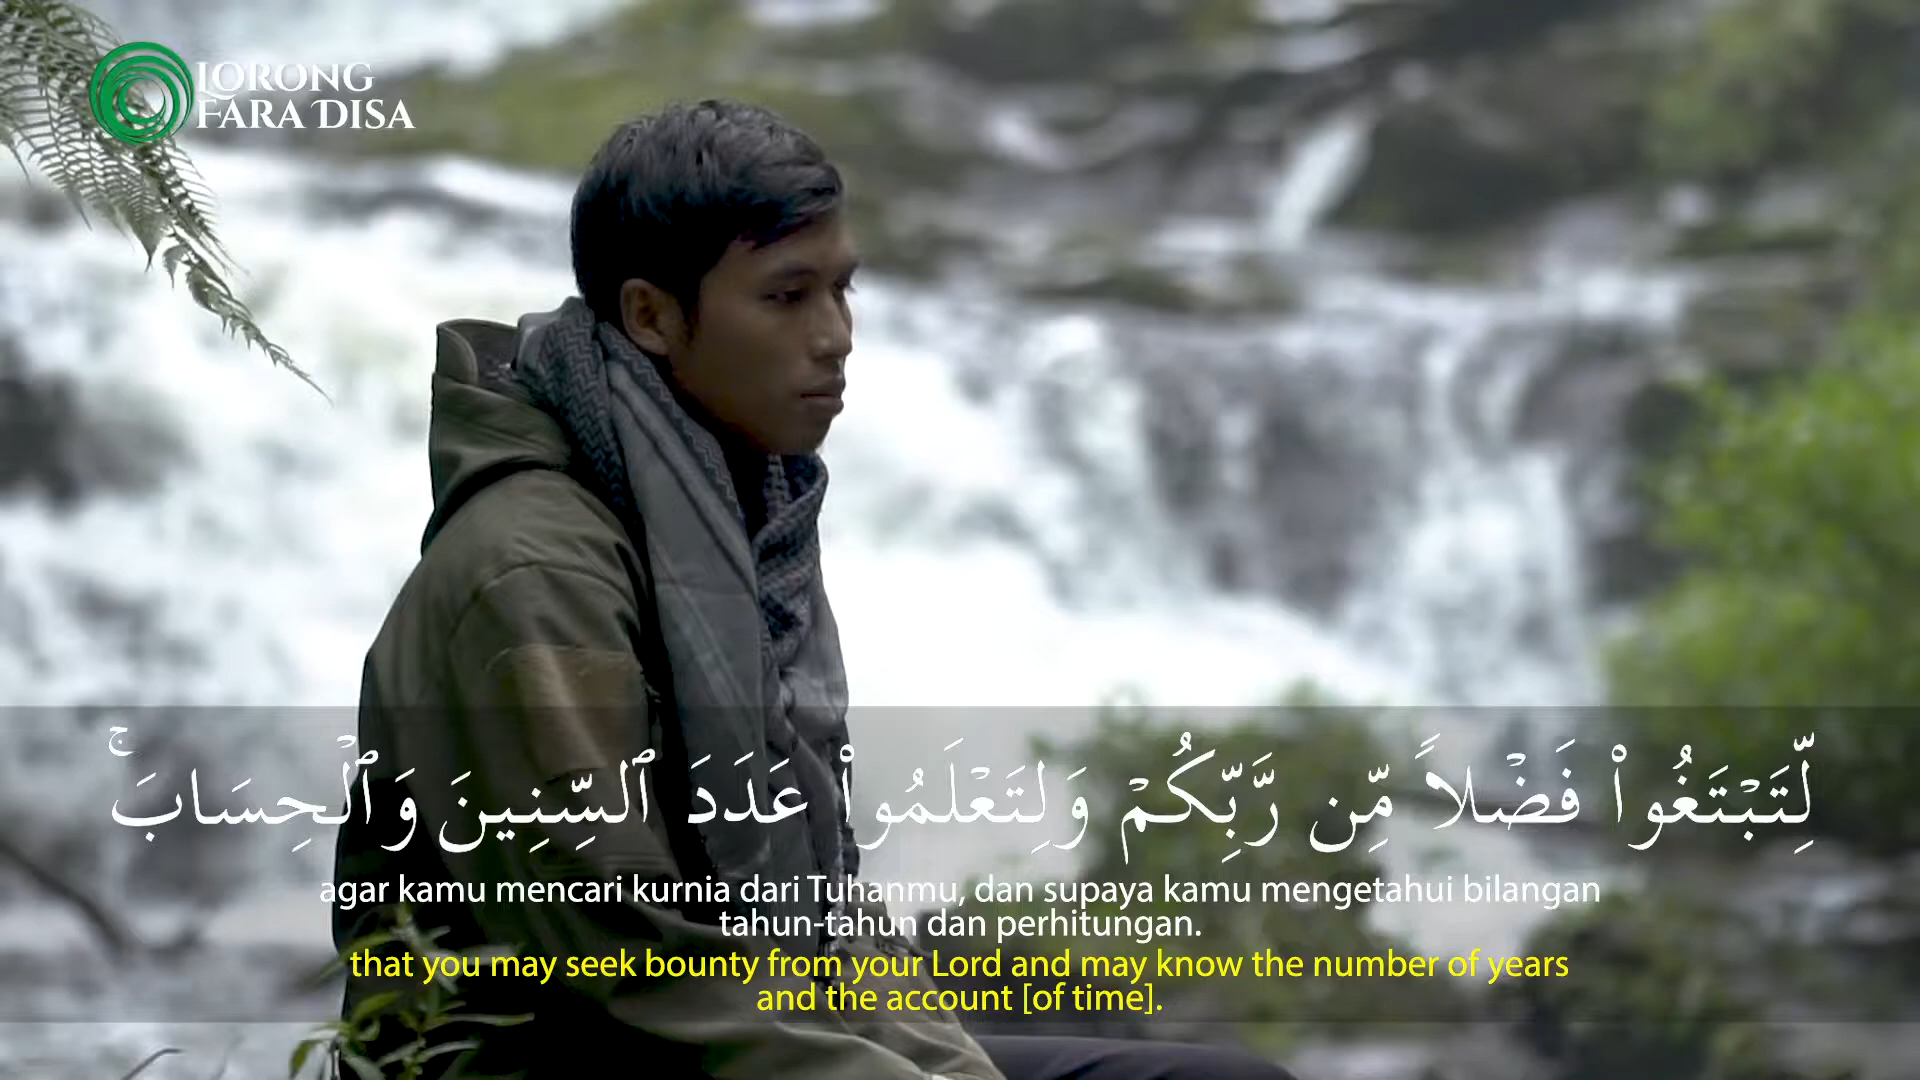 LORONG
FARA DISA
لِّتَبْتَغُوا۟ فَضْلاً مِّن رَّبِّكُمْ وَلِتَعْلَمُوا۟ عَدَدَ ٱلسِّنِينَ وَٱلْحِسَابَ ۚ
agar kamu mencari kurnia dari Tuhanmu, dan supaya kamu mengetahui bilangan
tahun-tahun dan perhitungan.
that you may seek bounty from your Lord and may know the number of years
and the account [of time].